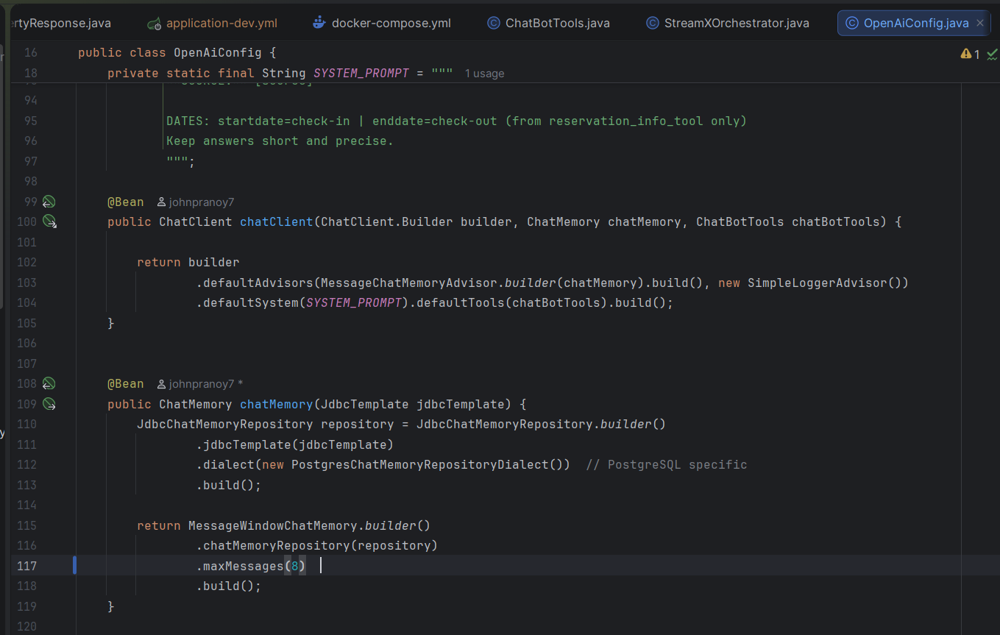 rtyResponse.java application-dev.yml docker-compose.yml ChatBotTools.java StreamXOrchestrator.java OpenAiConfig.java
16 public class OpenAiConfig { 1
18 private static final String SYSTEM_PROMPT = """ 1 usage
94
95 DATES: startdate=check-in | enddate=check-out (from reservation_info_tool only)
96 Keep answers short and precise.
97 """;
98
99 @Bean johnpranoy7
100 public ChatClient chatClient(ChatClient.Builder builder, ChatMemory chatMemory, ChatBotTools chatBotTools) {
101
102 return builder
103 .defaultAdvisors(MessageChatMemoryAdvisor.builder(chatMemory).build(), new SimpleLoggerAdvisor())
104 .defaultSystem(SYSTEM_PROMPT).defaultTools(chatBotTools).build();
105 }
106
107
108 @Bean johnpranoy7 *
109 public ChatMemory chatMemory(JdbcTemplate jdbcTemplate) {
110 JdbcChatMemoryRepository repository = JdbcChatMemoryRepository.builder()
111 .jdbcTemplate(jdbcTemplate)
112 .dialect(new PostgresChatMemoryRepositoryDialect()) // PostgreSQL specific
113 .build();
114
115 return MessageWindowChatMemory.builder()
116 .chatMemoryRepository(repository)
117 .maxMessages(8)
118 .build();
119 }
120